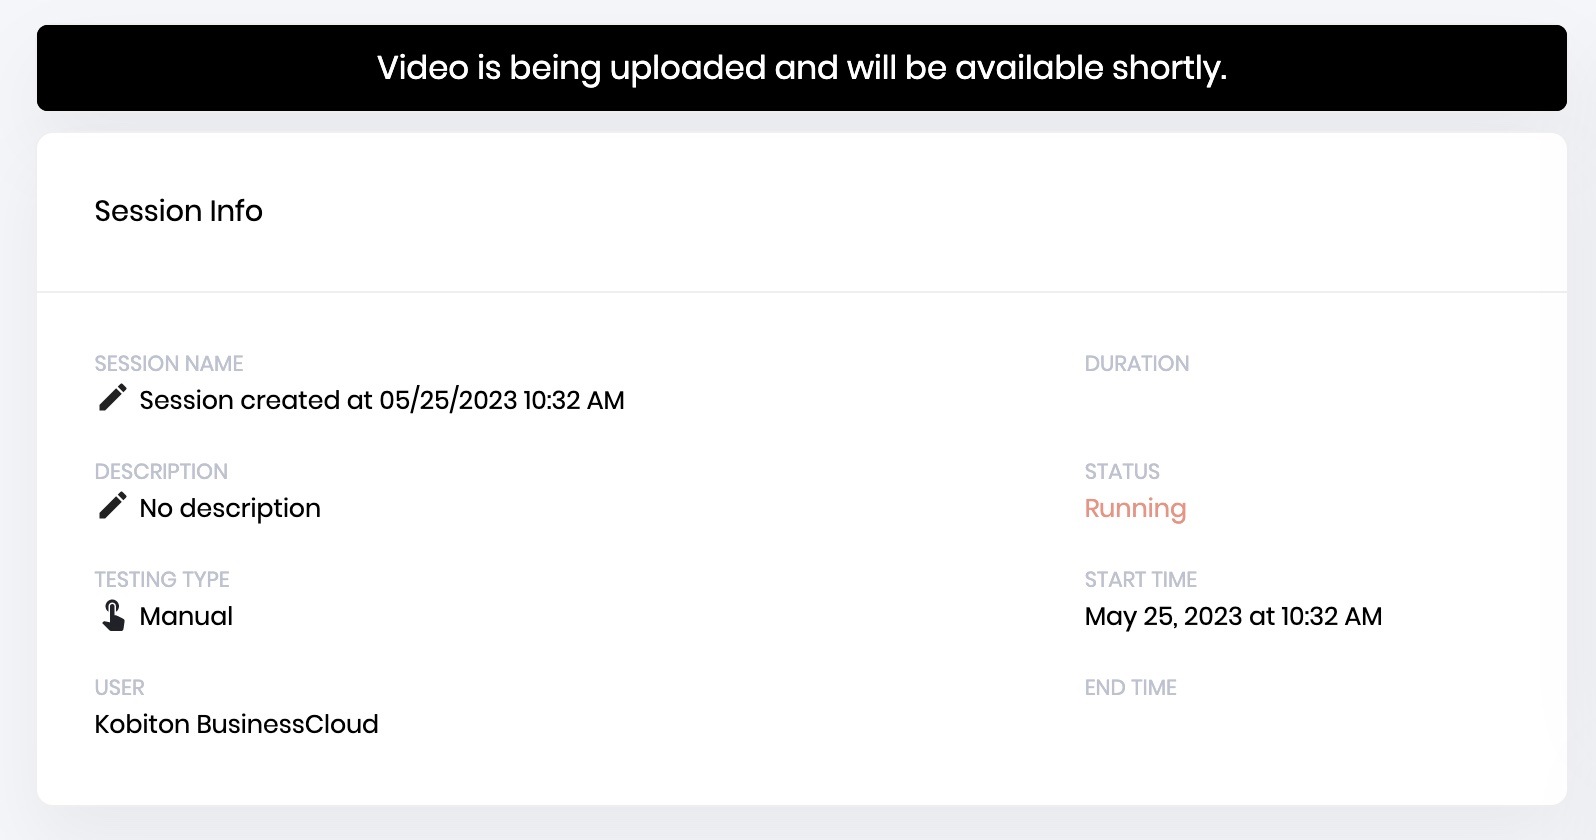 Video is being uploaded and will be available shortly.
Session Info
SESSION NAME
Session created at 05/25/2023 10:32 AM
DESCRIPTION
No description
TESTING TYPE
Manual
USER
Kobiton BusinessCloud
DURATION
STATUS
Running
START TIME
May 25, 2023 at 10:32 AM
END TIME